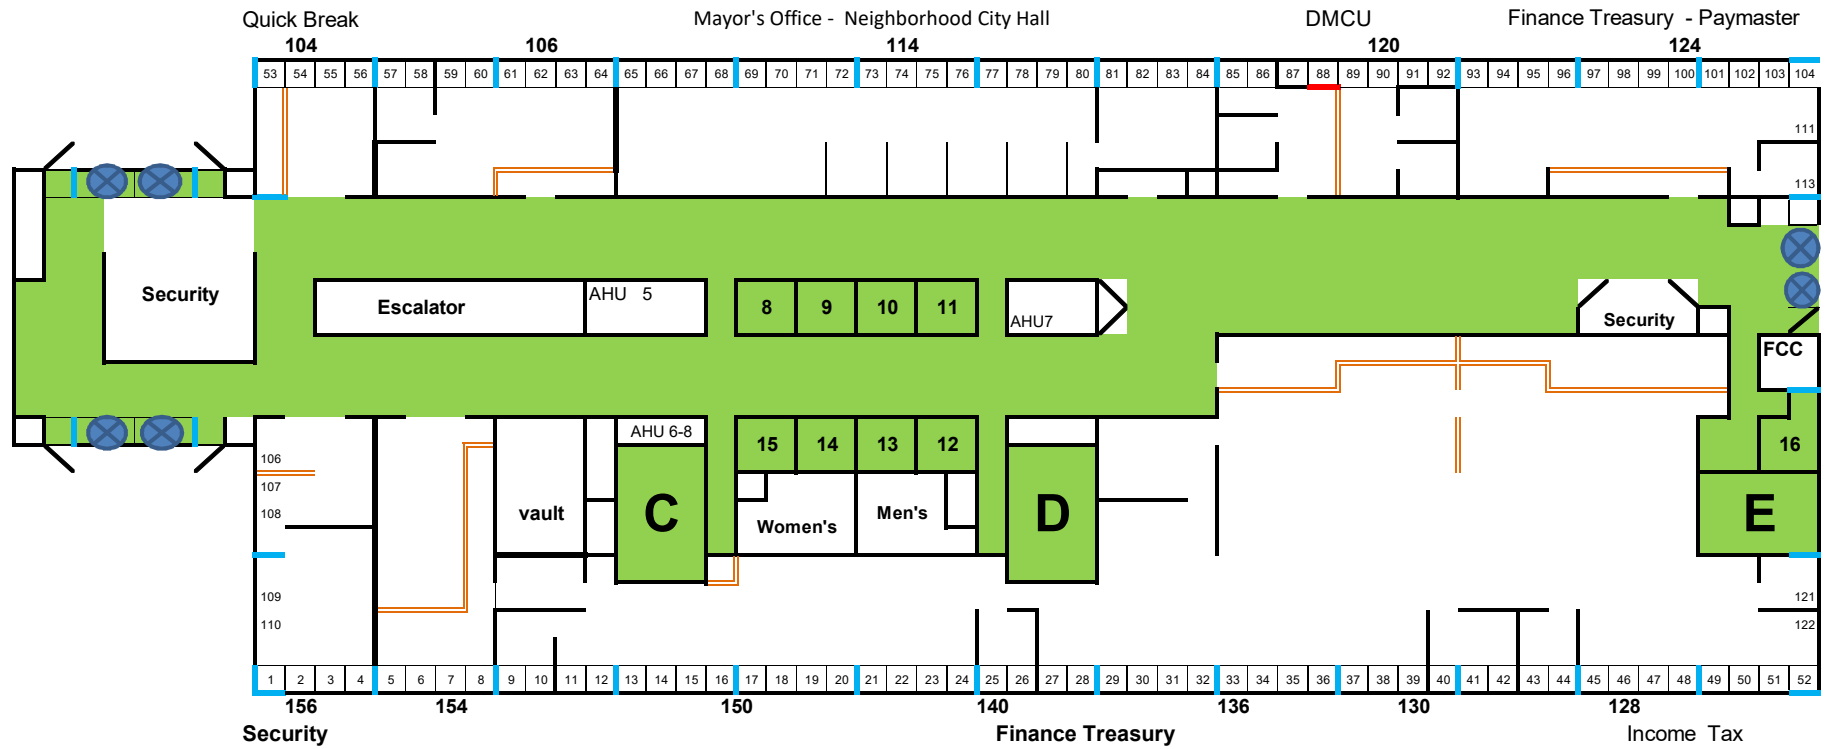 Quick Break Mayor's Office - Neighborhood City Hall DMCU Finance Treasury - Paymaster
104 106 114 120 124
53 54 55 56 57 58 59 60 61 62 63 64 65 66 67 68 69 70 71 72 73 74 75 76 77 78 79 80 81 82 83 84 85 86 87 88 89 90 91 92 93 94 95 96 97 98 99 100 101 102 103 104
111
113
Security
Escalator
AHU 5
8 9 10 11
AHU7
Security
FCC
AHU 6-8
15 14 13 12
16
106
107
108
vault
C
Women's
Men's
D
E
109
110
121
122
1 2 3 4 5 6 7 8 9 10 11 12 13 14 15 16 17 18 19 20 21 22 23 24 25 26 27 28 29 30 31 32 33 34 35 36 37 38 39 40 41 42 43 44 45 46 47 48 49 50 51 52
156 154 150 140 136 130 128
Security Finance Treasury Income Tax